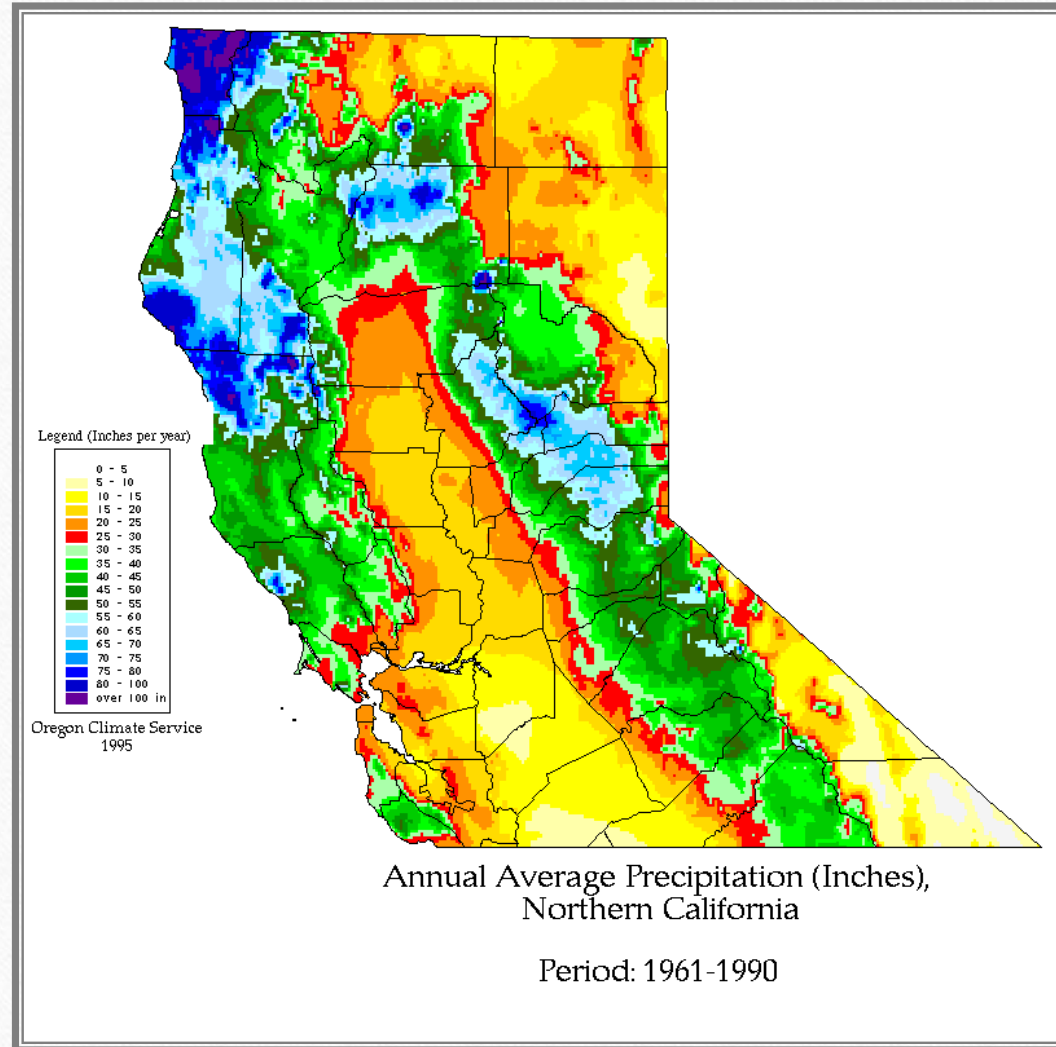 Legend (Inches per year)
0 - 5
5 - 10
10 - 15
15 - 20
20 - 25
25 - 30
30 - 35
35 - 40
40 - 45
45 - 50
50 - 55
55 - 60
60 - 65
65 - 70
70 - 75
75 - 80
80 - 100
over 100 in
Oregon Climate Service
1995
Annual Average Precipitation (Inches),
Northern California
Period: 1961-1990